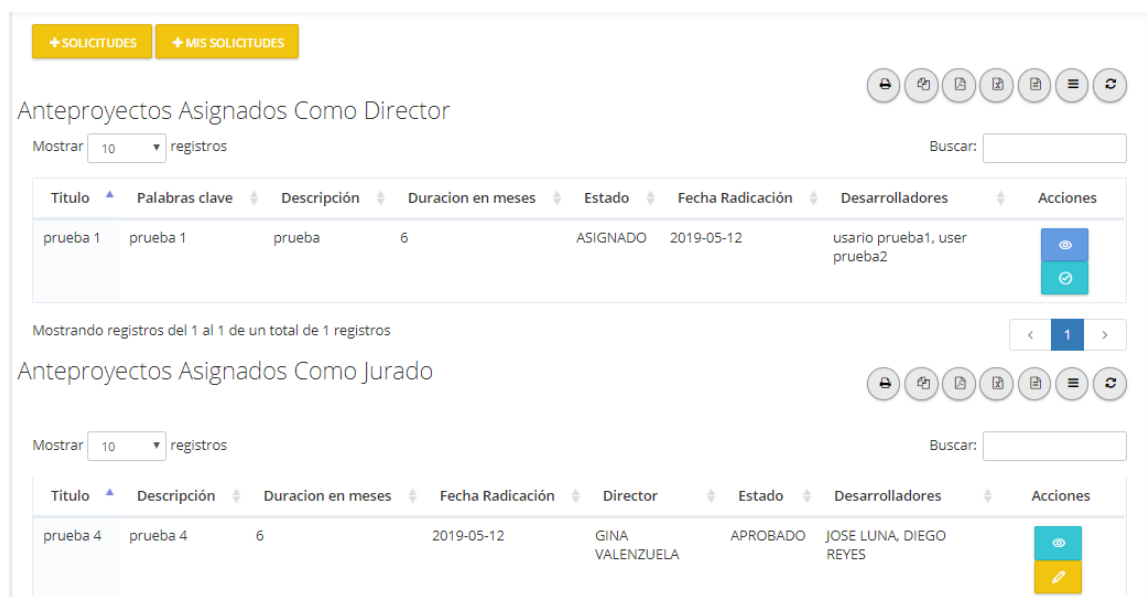 + SOLICITUDES + MIS SOLICITUDES
Anteproyectos Asignados Como Director
Mostrar 10 registros Buscar:
Titulo Palabras clave Descripción Duracion en meses Estado Fecha Radicación Desarrolladores Acciones
prueba 1 prueba 1 prueba 6 ASIGNADO 2019-05-12 usario prueba1, user
prueba2
Mostrando registros del 1 al 1 de un total de 1 registros < 1 >
Anteproyectos Asignados Como Jurado
Mostrar 10 registros Buscar:
Titulo Descripción Duracion en meses Fecha Radicación Director Estado Desarrolladores Acciones
prueba 4 prueba 4 6 2019-05-12 GINA APROBADO JOSE LUNA, DIEGO
VALENZUELA REYES